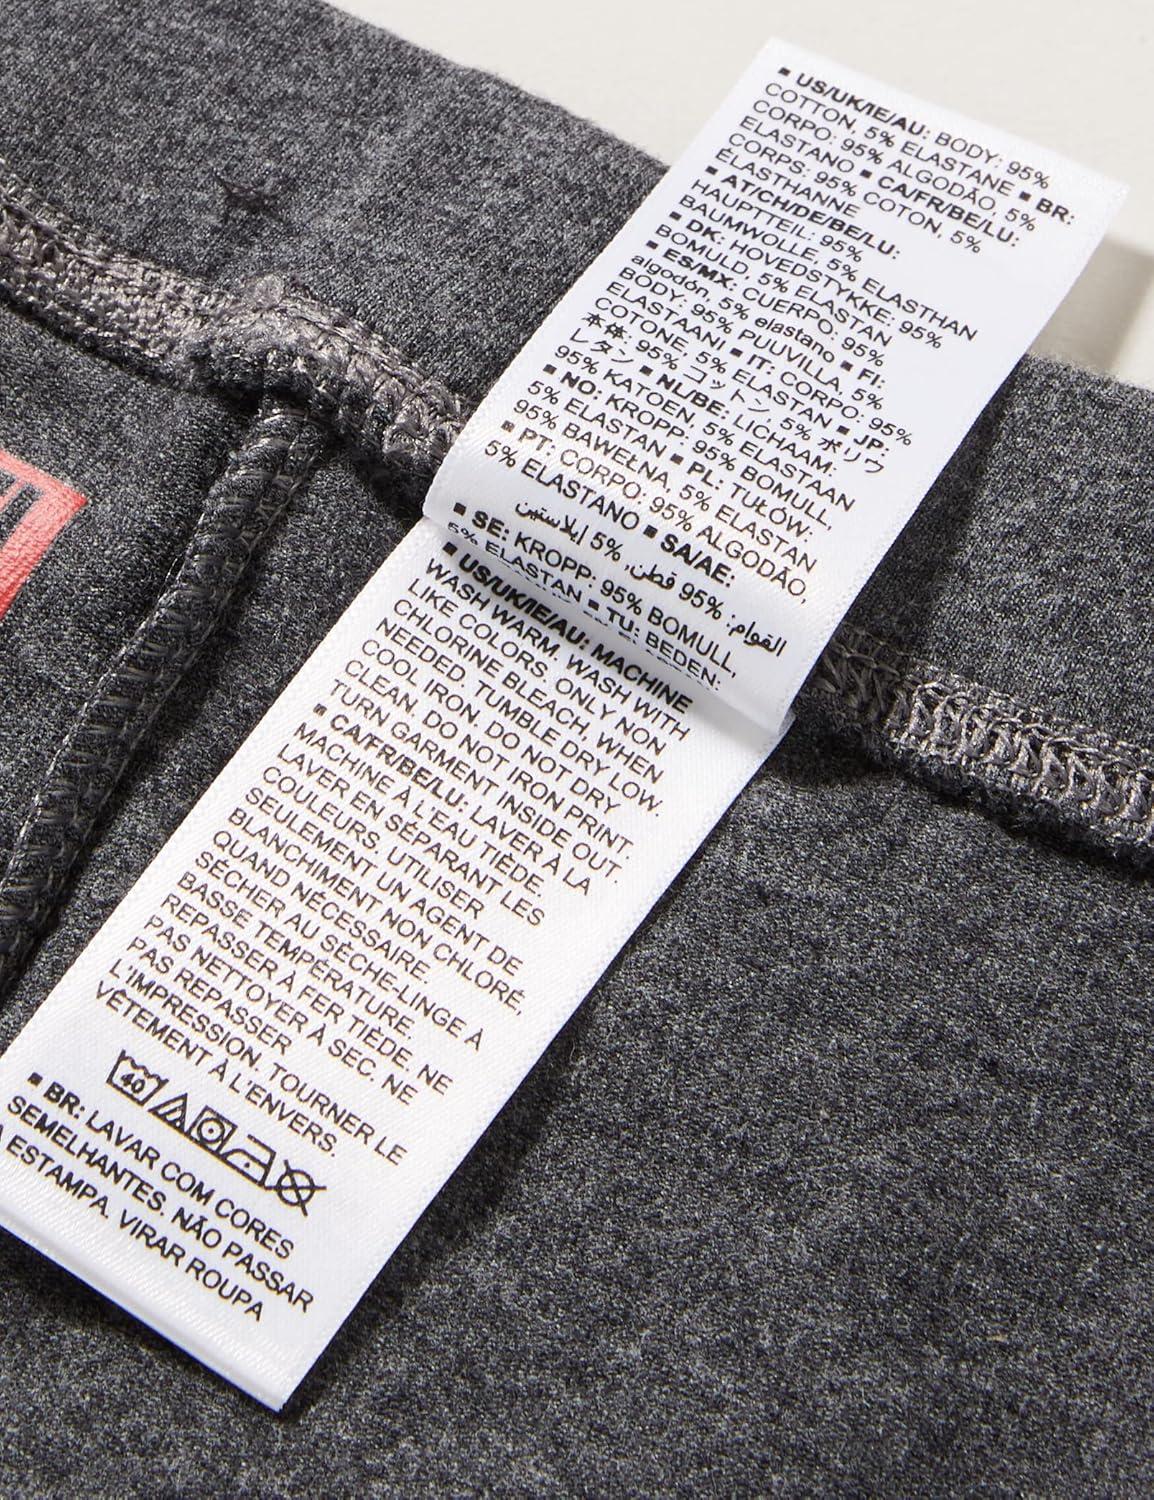 ■ US/UK/IE/AU: BODY: 95%
COTTON, 5% ELASTANE ■ BR:
CORPO: 95% ALGODÃO, 5%
ELASTANO ■ CA/FR/BE/LU:
CORPS: 95% COTON, 5%
ÉLASTHANNE
■ AT/CH/DE/BE/LU:
HAUPTTEIL: 95%
BAUMWOLLE, 5% ELASTHAN
■ DK: HOVEDSTYKKE: 95%
BOMULD, 5% ELASTAN
■ ES/MX: CUERPO: 95%
algodón, 5% elastano ■ FI:
BODY: 95% PUUVILLA, 5%
ELASTAANI ■ IT: CORPO: 95%
COTONE, 5% ELASTAN ■ JP:
本体: 95% コットン, 5% ポリウ
レタン ■ NL/BE: LICHAAM:
95% KATOEN, 5% ELASTAAN
■ NO: KROPP: 95% BOMULL,
5% ELASTAN ■ PL: TUŁÓW:
95% BAWEŁNA, 5% ELASTAN
■ PT: CORPO: 95% ALGODÃO,
5% ELASTANO ■ SA/AE:
القوام: 95% قطن, 5% إيلاستين
■ SE: KROPP: 95% BOMULL,
5% ELASTAN ■ TU: BEDEN:
■ US/UK/IE/AU: MACHINE
WASH WARM. WASH WITH
LIKE COLORS. ONLY NON
CHLORINE BLEACH, WHEN
NEEDED. TUMBLE DRY LOW.
COOL IRON. DO NOT DRY
CLEAN. DO NOT IRON PRINT.
TURN GARMENT INSIDE OUT.
■ CA/FR/BE/LU: LAVER À LA
MACHINE À L'EAU TIÈDE.
LAVER EN SÉPARANT LES
COULEURS. UTILISER
SEULEMENT UN AGENT DE
BLANCHIMENT NON CHLORÉ,
QUAND NÉCESSAIRE.
SÉCHER AU SÈCHE-LINGE À
BASSE TEMPÉRATURE.
REPASSER À FER TIÈDE. NE
PAS NETTOYER À SEC. NE
PAS REPASSER
L'IMPRESSION. TOURNER LE
VÊTEMENT À L'ENVERS.
40
■ BR: LAVAR COM CORES
SEMELHANTES. NÃO PASSAR
A ESTAMPA. VIRAR ROUPA